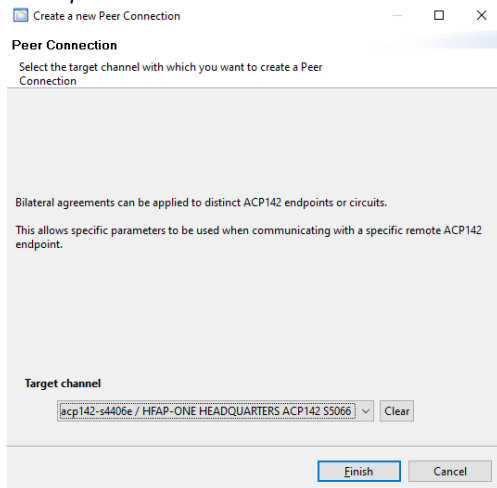 Create a new Peer Connection
Peer Connection
Select the target channel with which you want to create a Peer
Connection
Bilateral agreements can be applied to distinct ACP142 endpoints or circuits.
This allows specific parameters to be used when communicating with a specific remote ACP142
endpoint.
Target channel
acp142-s4406e / HFAP-ONE HEADQUARTERS ACP142 S5066
Clear
Finish
Cancel